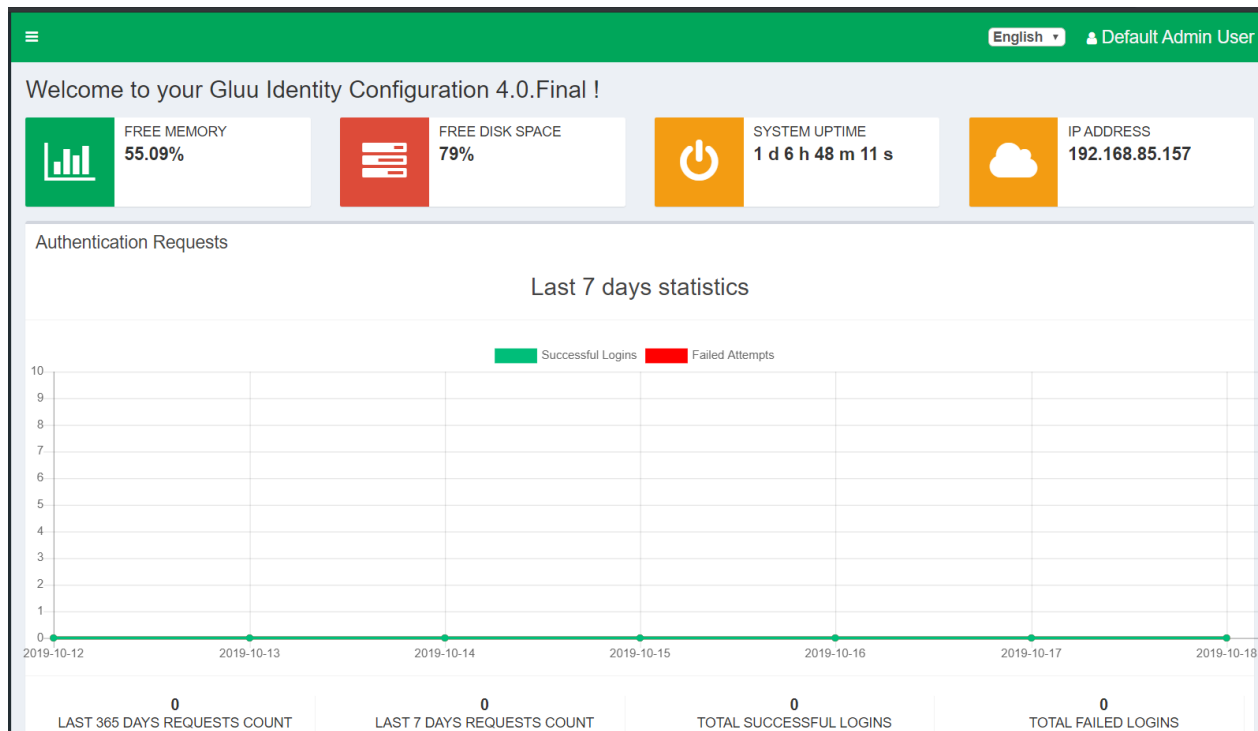 English
Default Admin User
Welcome to your Gluu Identity Configuration 4.0.Final !
FREE MEMORY
55.09%
FREE DISK SPACE
79%
SYSTEM UPTIME
1 d 6 h 48 m 11 s
IP ADDRESS
192.168.85.157
Authentication Requests
Last 7 days statistics
Successful Logins
Failed Attempts
10
9
8
7
6
5
4
3
2
1
0
2019-10-12
2019-10-13
2019-10-14
2019-10-15
2019-10-16
2019-10-17
2019-10-18
0
LAST 365 DAYS REQUESTS COUNT
0
LAST 7 DAYS REQUESTS COUNT
0
TOTAL SUCCESSFUL LOGINS
0
TOTAL FAILED LOGINS